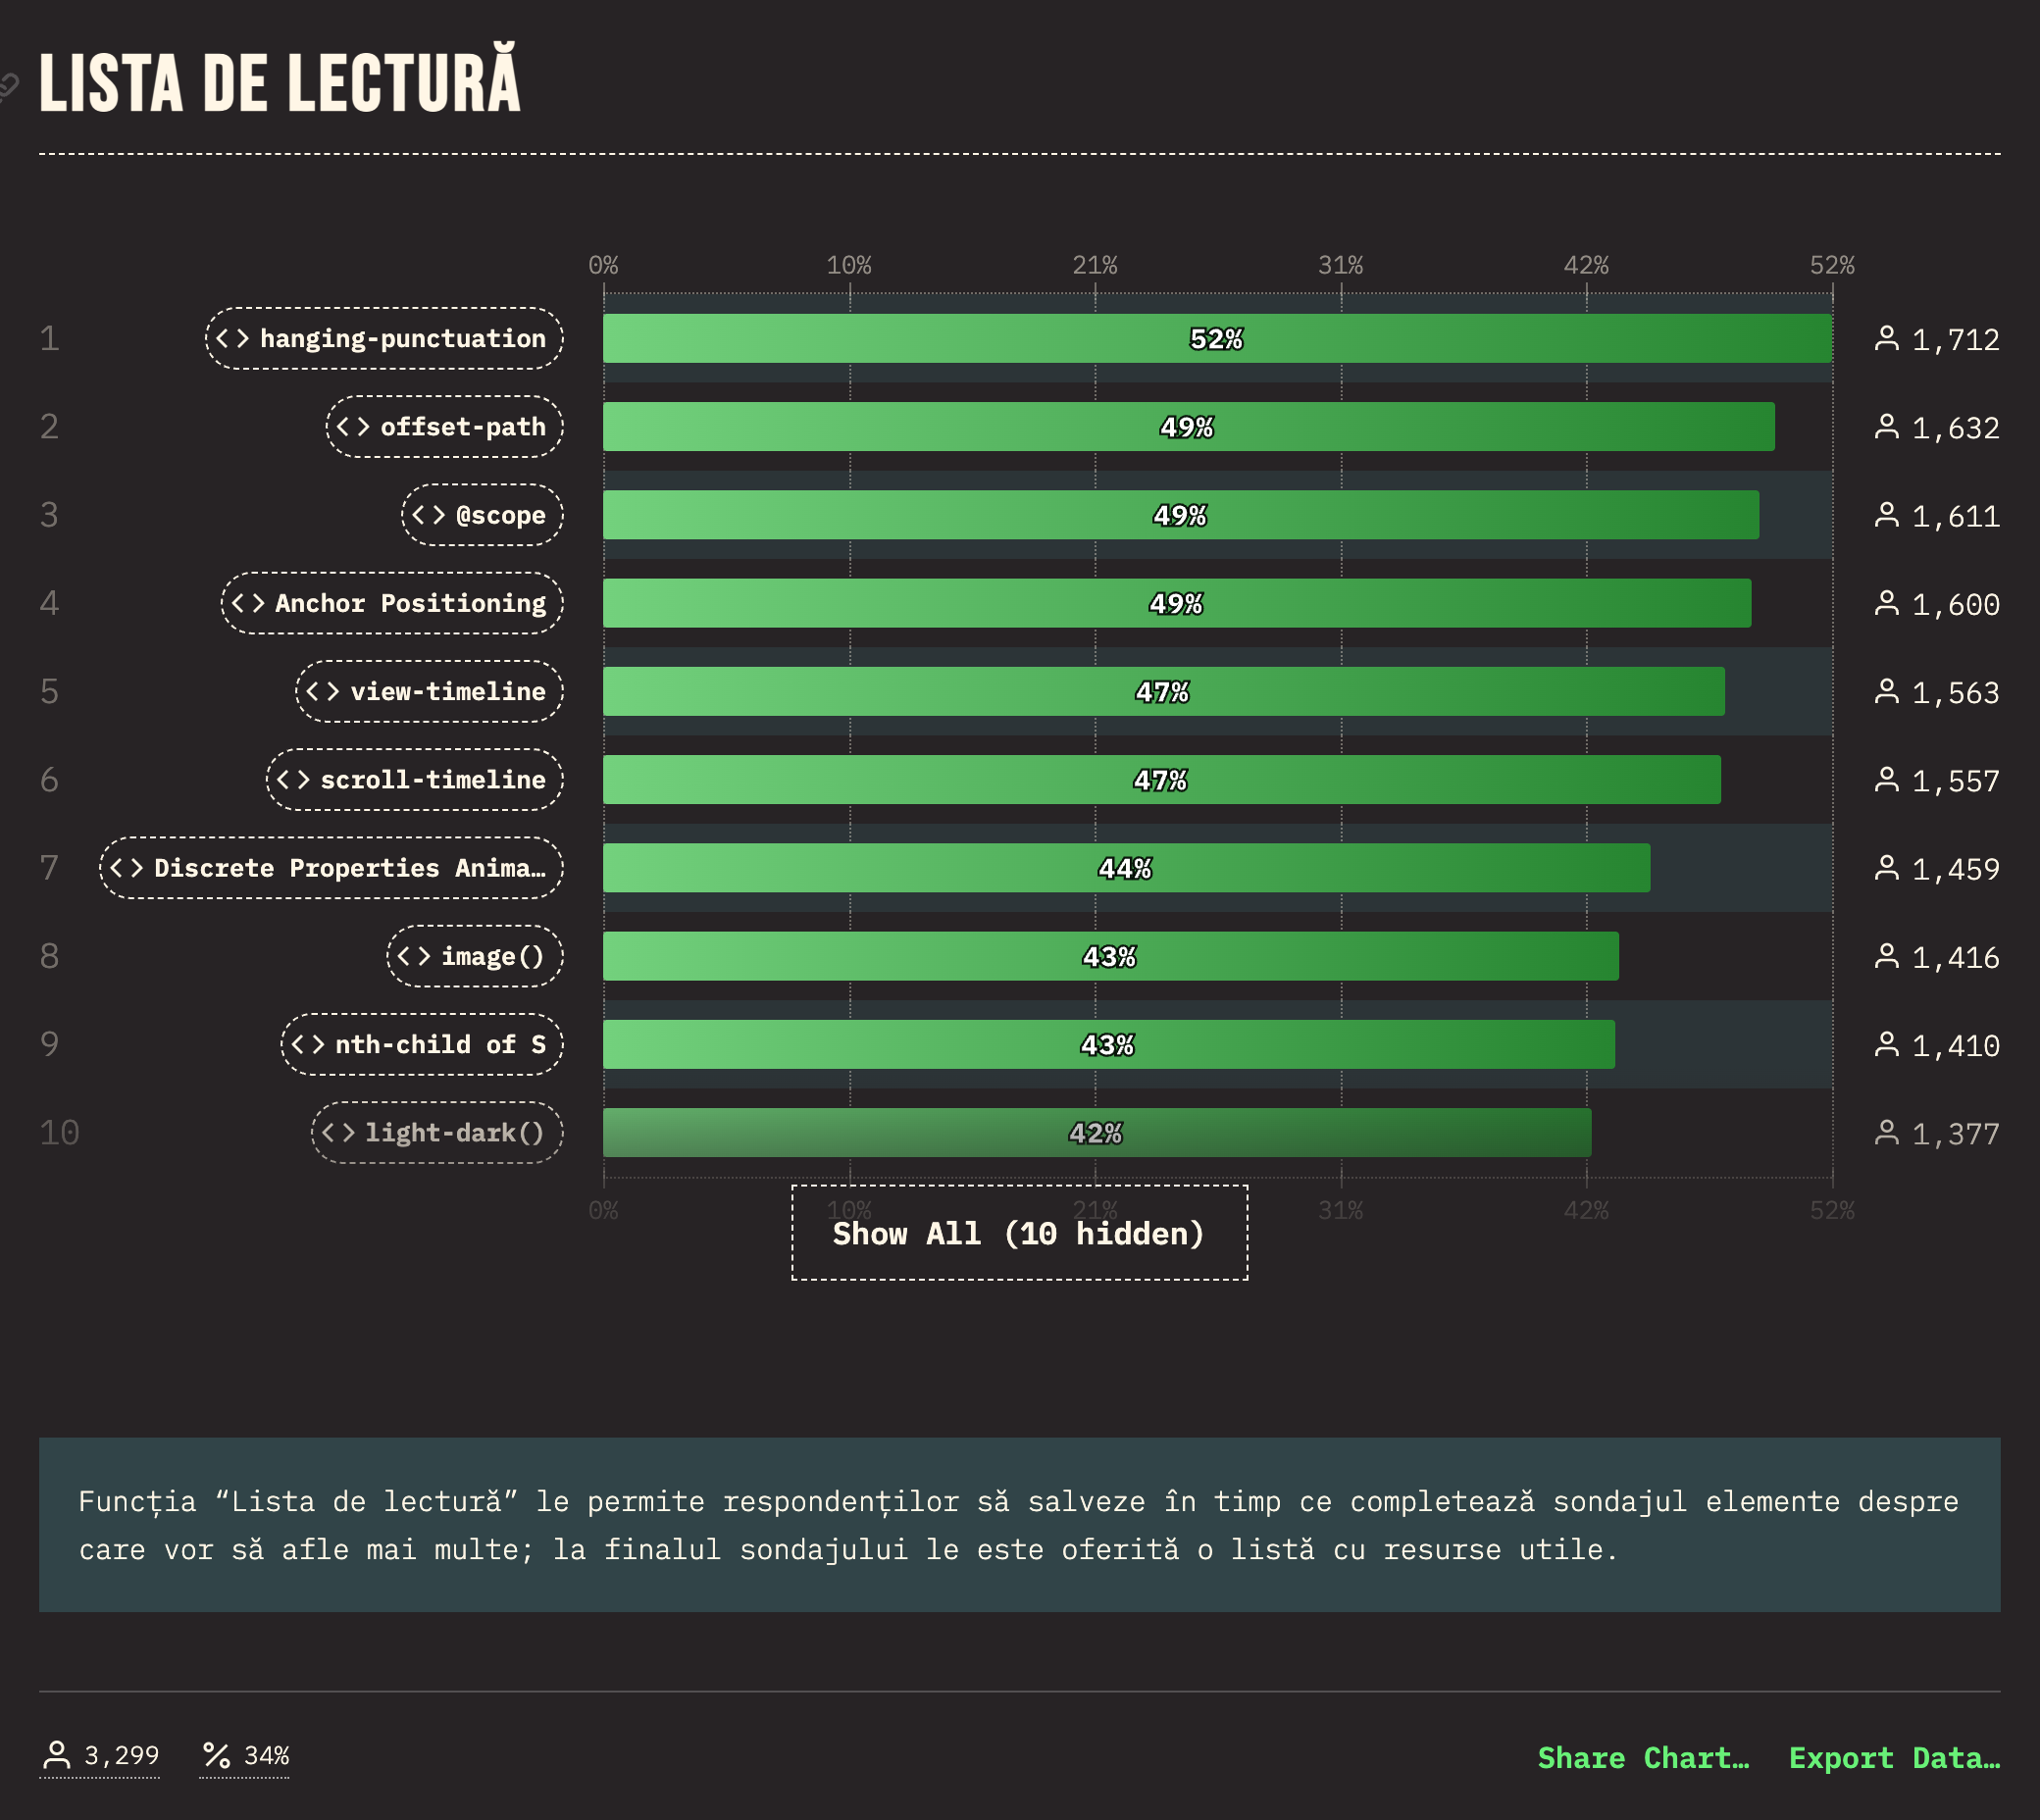 LISTA DE LECTURĂ
0% 10% 21% 31% 42% 52%
1 <> hanging-punctuation 52% 1,712
2 <> offset-path 49% 1,632
3 <> @scope 49% 1,611
4 <> Anchor Positioning 49% 1,600
5 <> view-timeline 47% 1,563
6 <> scroll-timeline 47% 1,557
7 <> Discrete Properties Anima… 44% 1,459
8 <> image() 43% 1,416
9 <> nth-child of S 43% 1,410
10 <> light-dark() 42% 1,377
0% 10% 21% 31% 42% 52%
Show All (10 hidden)
Funcția “Lista de lectură” le permite respondenților să salveze în timp ce completează sondajul elemente despre
care vor să afle mai multe; la finalul sondajului le este oferită o listă cu resurse utile.
3,299 % 34% Share Chart… Export Data…